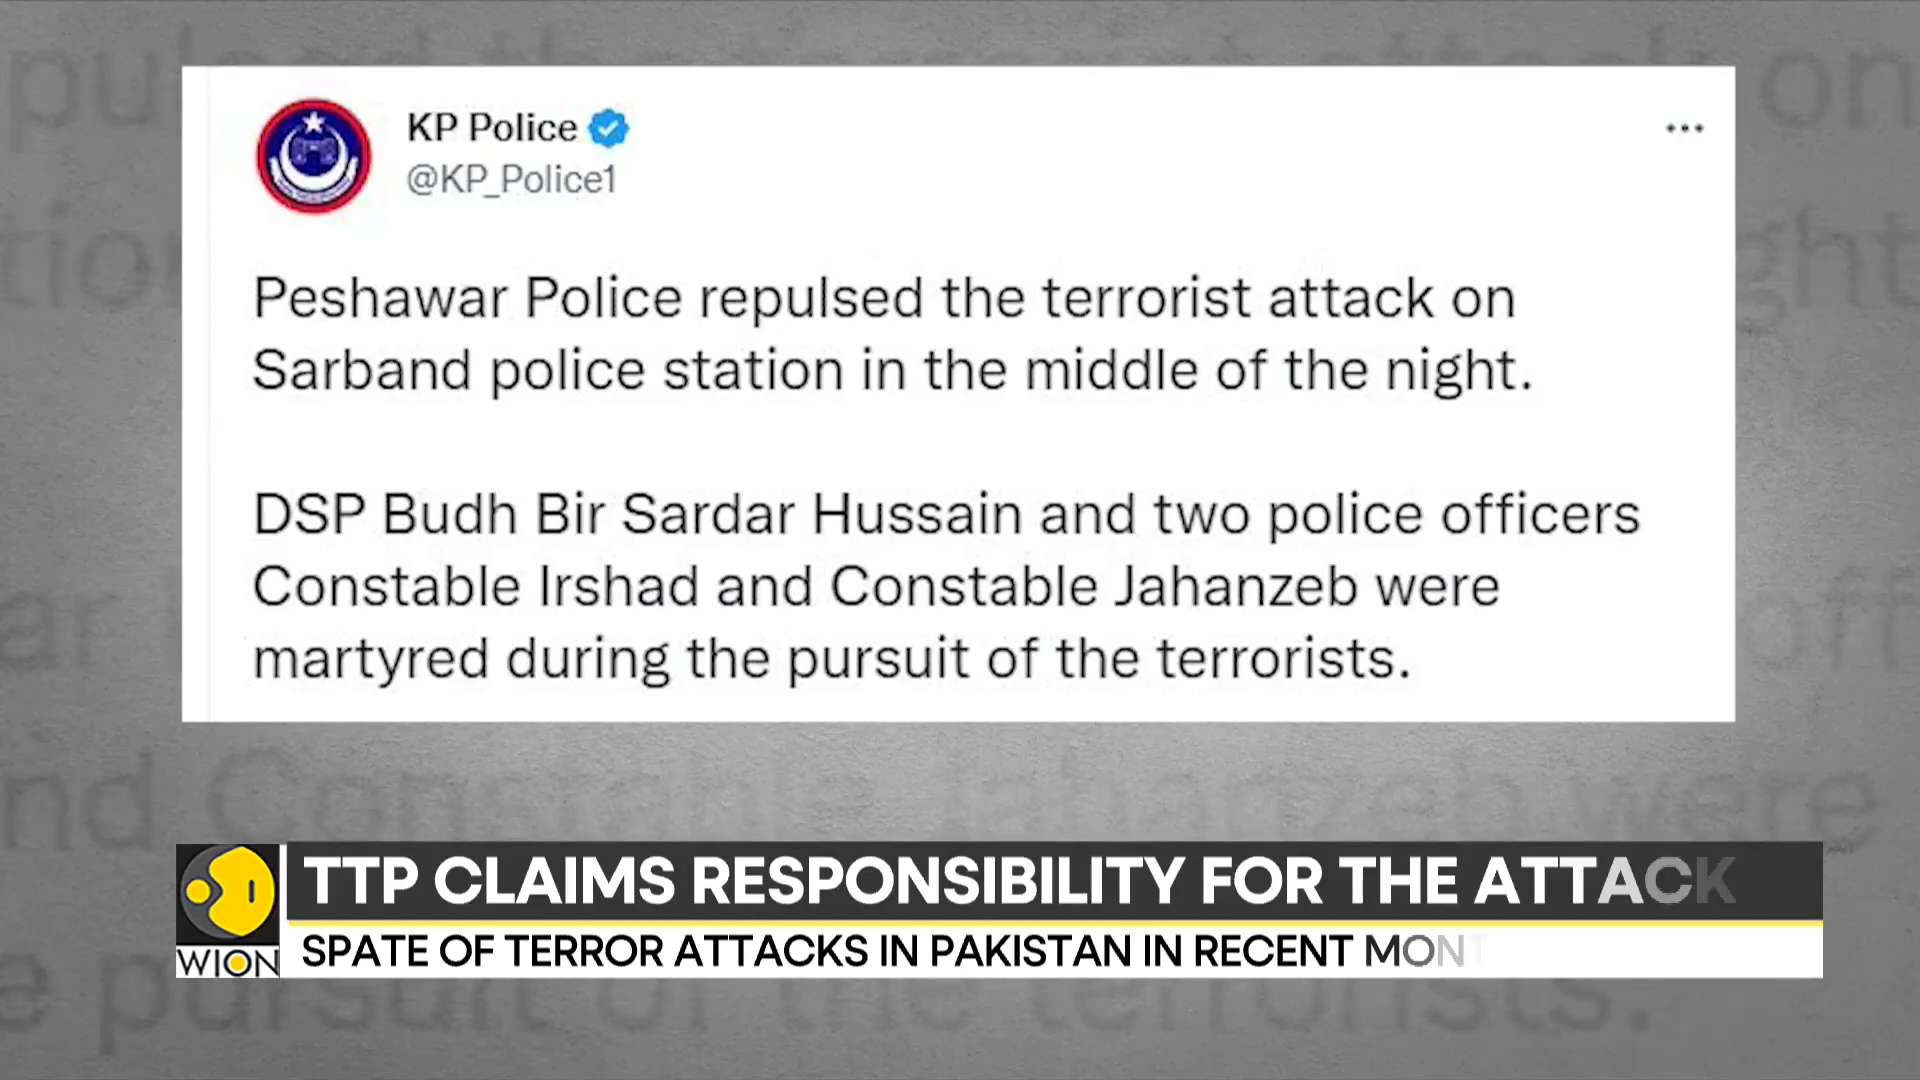 KP Police
@KP_Police1
Peshawar Police repulsed the terrorist attack on
Sarband police station in the middle of the night.
DSP Budh Bir Sardar Hussain and two police officers
Constable Irshad and Constable Jahanzeb were
martyred during the pursuit of the terrorists.
TTP CLAIMS RESPONSIBILITY FOR THE ATTACK
SPATE OF TERROR ATTACKS IN PAKISTAN IN RECENT MONT
WION